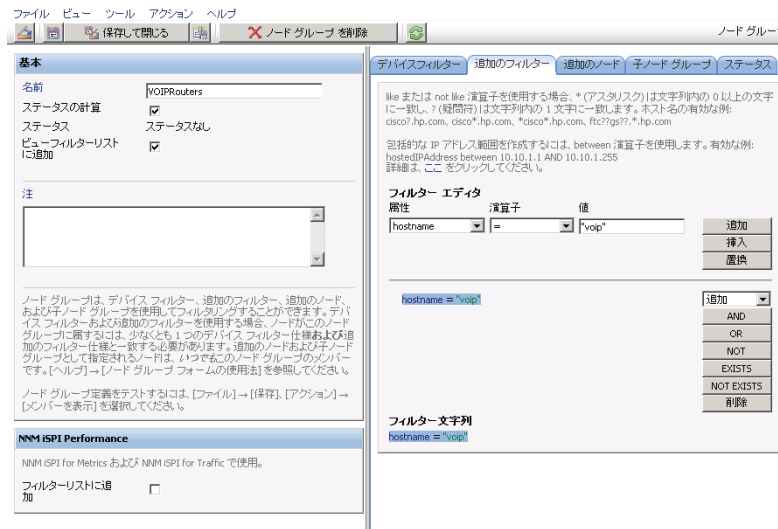 ファイル ビュー ツール アクション ヘルプ
保存して閉じる ノード グループ を削除 ノード グルー
基本
名前 VOIPRouters
ステータスの計算
ステータス ステータスなし
ビューフィルターリスト
に追加
注
ノード グループは、デバイス フィルター、追加のフィルター、追加のノード、
および子ノード グループを使用してフィルタリングすることができます。デバ
イス フィルターおよび追加のフィルターを使用する場合、ノードがこのノード
グループに属するには、少なくとも 1 つのデバイス フィルター仕様および追
加のフィルター仕様と一致する必要があります。追加のノードおよび子ノード
グループとして指定されるノードは、いつでもこのノード グループのメンバー
です。[ヘルプ]→[ノード グループ フォームの使用法]を参照してください。
ノード グループ定義をテストするには、[ファイル]→[保存]、[アクション]→
[メンバーを表示]を選択してください。
NNM iSPI Performance
NNM iSPI for Metrics および NNM iSPI for Traffic で使用。
フィルターリストに追
加
デバイスフィルター 追加のフィルター 追加のノード 子ノード グループ ステータス
like または not like 演算子を使用する場合、* (アスタリスク)は文字列内の 0 以上の文字
に一致し、? (疑問符)は文字列内の 1 文字に一致します。ホスト名の有効な例:
cisco?.hp.com, cisco*.hp.com, *cisco*.hp.com, ftc??gs??.*.hp.com
包括的な IP アドレス範囲を作成するには、between 演算子を使用します。有効な例:
hostedIPAddress between 10.10.1.1 AND 10.10.1.255
詳細は、ここ をクリックしてください。
フィルター エディタ
属性 演算子 値
hostname = "voip" 追加
挿入
置換
hostname = "voip" 追加
AND
OR
NOT
EXISTS
NOT EXISTS
削除
フィルター文字列
hostname = "voip"